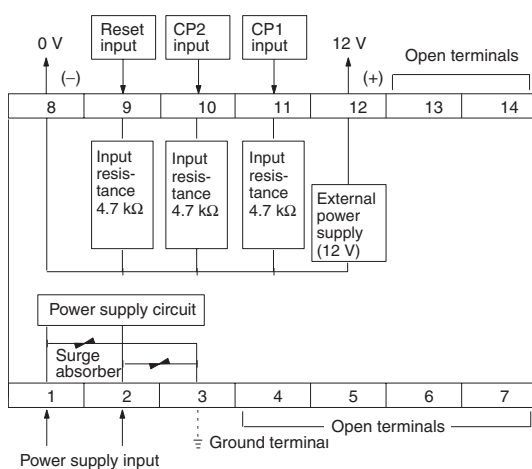 0 V
Reset
input
CP2
input
CP1
input
12 V
Open terminals
(–)
(+)
8 9 10 11 12 13 14
Input
resis-
tance
4.7 kΩ
Input
resis-
tance
4.7 kΩ
Input
resis-
tance
4.7 kΩ
External
power
supply
(12 V)
Power supply circuit
Surge
absorber
1 2 3 4 5 6 7
Open terminals
Ground terminal
Power supply input